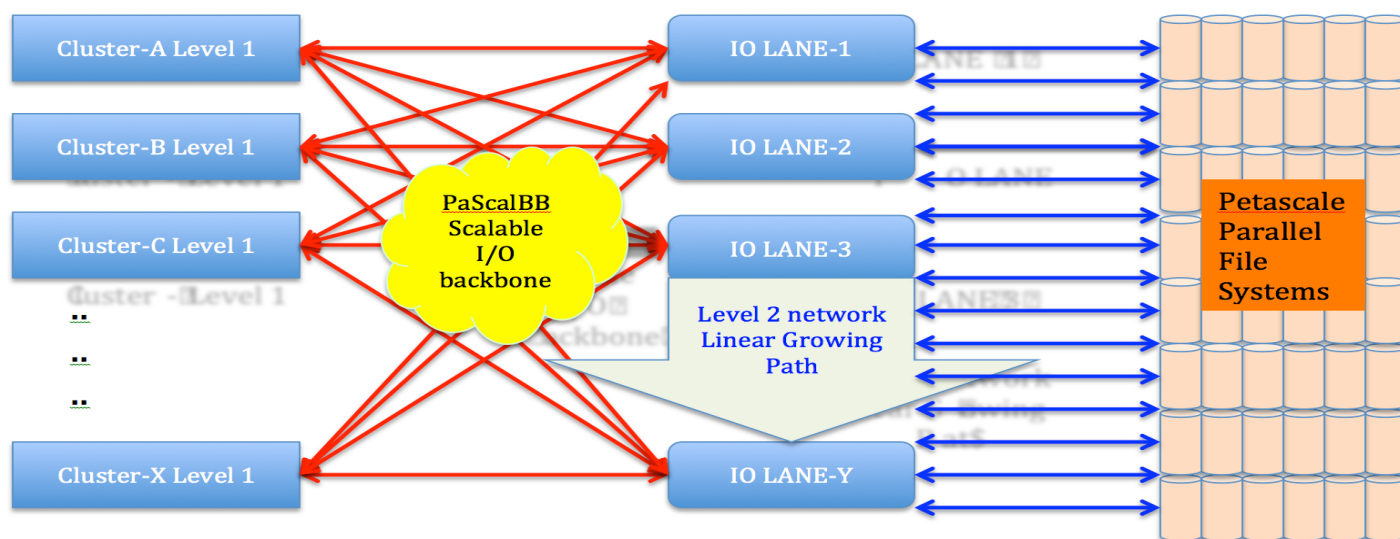 Cluster-A Level 1
Cluster-B Level 1
Cluster-C Level 1
..
..
..
Cluster-X Level 1
PaScalBB
Scalable
I/O
backbone
IO LANE-1
IO LANE-2
IO LANE-3
Level 2 network
Linear Growing
Path
IO LANE-Y
Petascale
Parallel
File
Systems